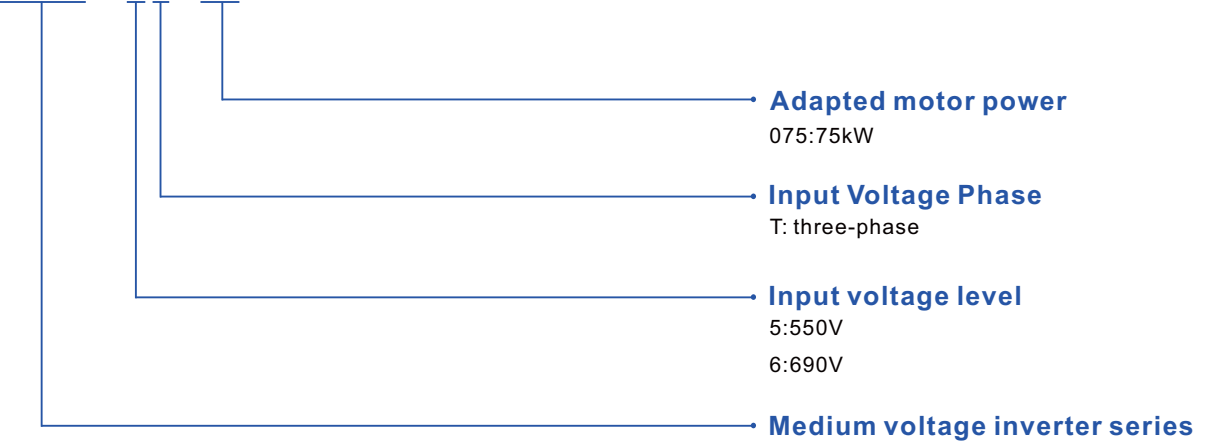 Adapted motor power
075:75kW
Input Voltage Phase
T: three-phase
Input voltage level
5:550V
6:690V
Medium voltage inverter series